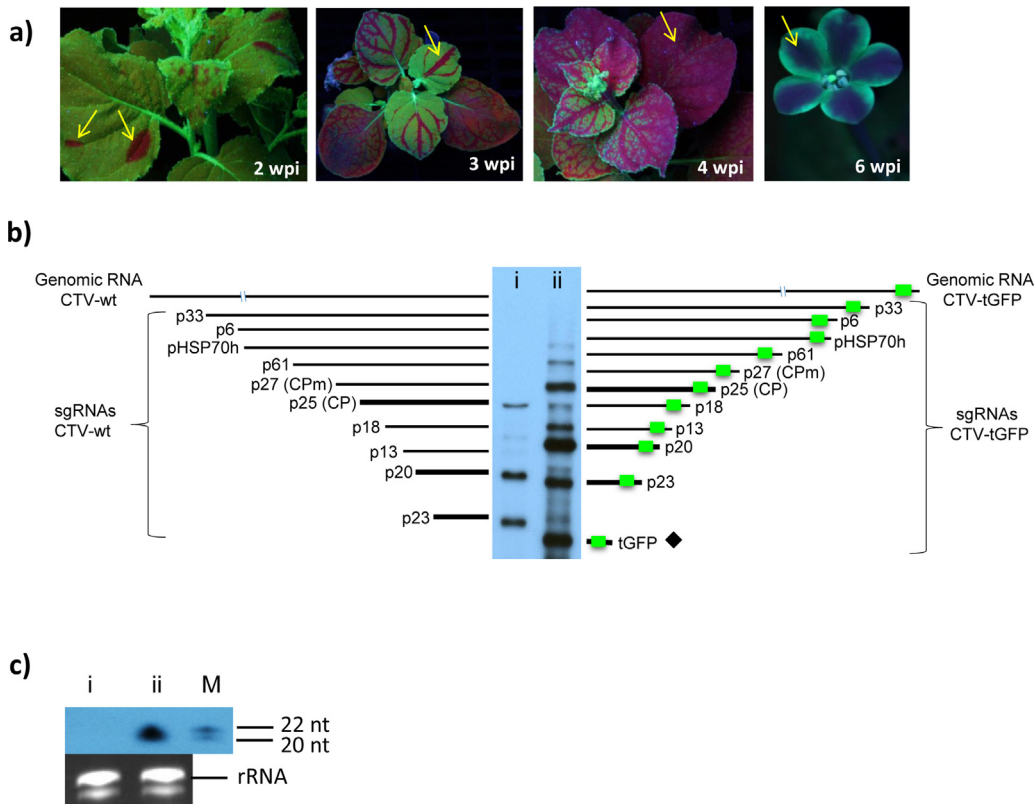 a)
2 wpi
3 wpi
4 wpi
6 wpi
b)
Genomic RNA
CTV-wt
p33
p6
pHSP70h
p61
p27 (CPm)
p25 (CP)
p18
p13
p20
p23
sgRNAs
CTV-wt
i
ii
Genomic RNA
CTV-tGFP
p33
p6
pHSP70h
p61
p27 (CPm)
p25 (CP)
p18
p13
p20
p23
tGFP
sgRNAs
CTV-tGFP
c)
i
ii
M
22 nt
20 nt
rRNA